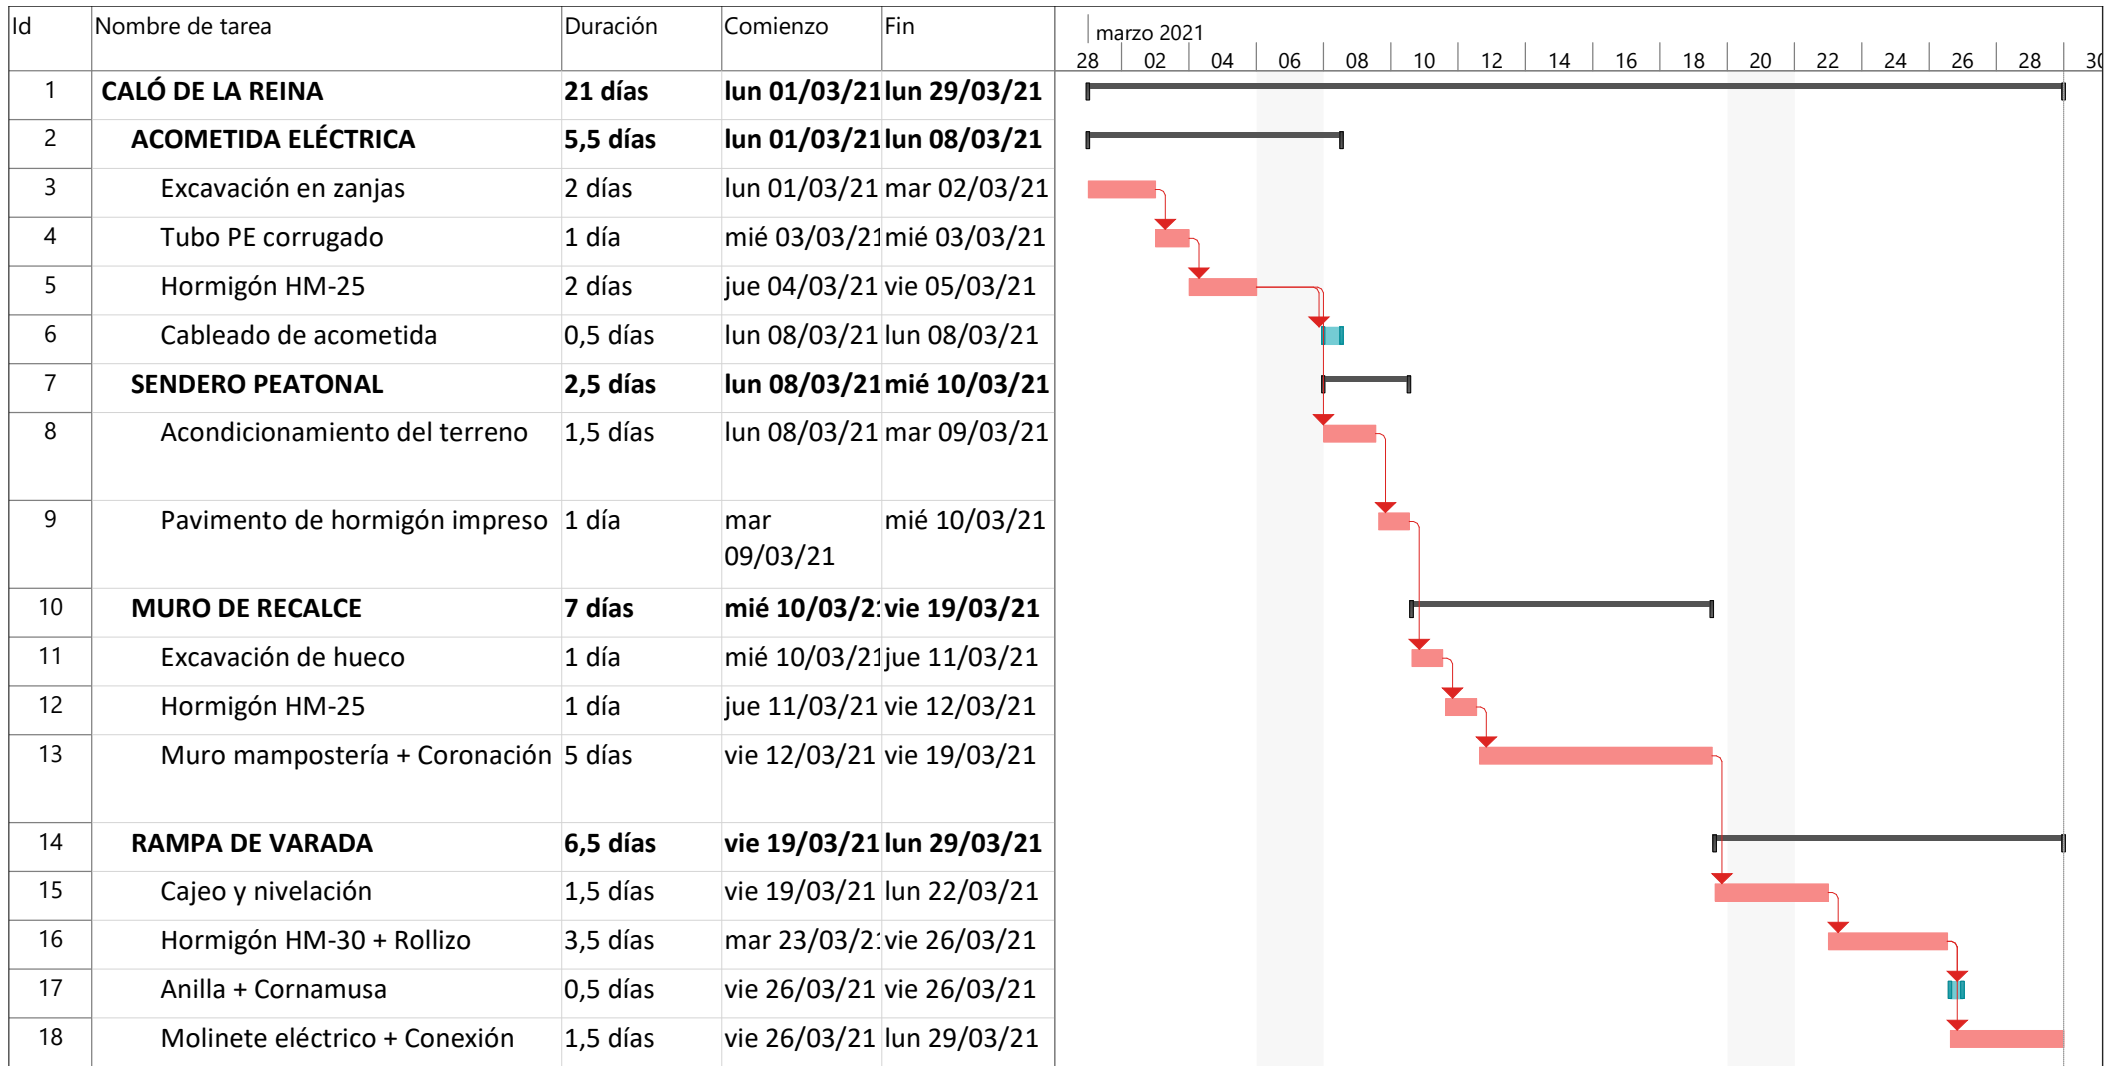 Id Nombre de tarea Duración Comienzo Fin
marzo 2021
28 02 04 06 08 10 12 14 16 18 20 22 24 26 28 30
1 CALÓ DE LA REINA 21 días lun 01/03/21 lun 29/03/21
2 ACOMETIDA ELÉCTRICA 5,5 días lun 01/03/21 lun 08/03/21
3 Excavación en zanjas 2 días lun 01/03/21 mar 02/03/21
4 Tubo PE corrugado 1 día mié 03/03/21 mié 03/03/21
5 Hormigón HM-25 2 días jue 04/03/21 vie 05/03/21
6 Cableado de acometida 0,5 días lun 08/03/21 lun 08/03/21
7 SENDERO PEATONAL 2,5 días lun 08/03/21 mié 10/03/21
8 Acondicionamiento del terreno 1,5 días lun 08/03/21 mar 09/03/21
9 Pavimento de hormigón impreso 1 día mar mié 10/03/21
09/03/21
10 MURO DE RECALCE 7 días mié 10/03/21 vie 19/03/21
11 Excavación de hueco 1 día mié 10/03/21 jue 11/03/21
12 Hormigón HM-25 1 día jue 11/03/21 vie 12/03/21
13 Muro mampostería + Coronación 5 días vie 12/03/21 vie 19/03/21
14 RAMPA DE VARADA 6,5 días vie 19/03/21 lun 29/03/21
15 Cajeo y nivelación 1,5 días vie 19/03/21 lun 22/03/21
16 Hormigón HM-30 + Rollizo 3,5 días mar 23/03/21 vie 26/03/21
17 Anilla + Cornamusa 0,5 días vie 26/03/21 vie 26/03/21
18 Molinete eléctrico + Conexión 1,5 días vie 26/03/21 lun 29/03/21